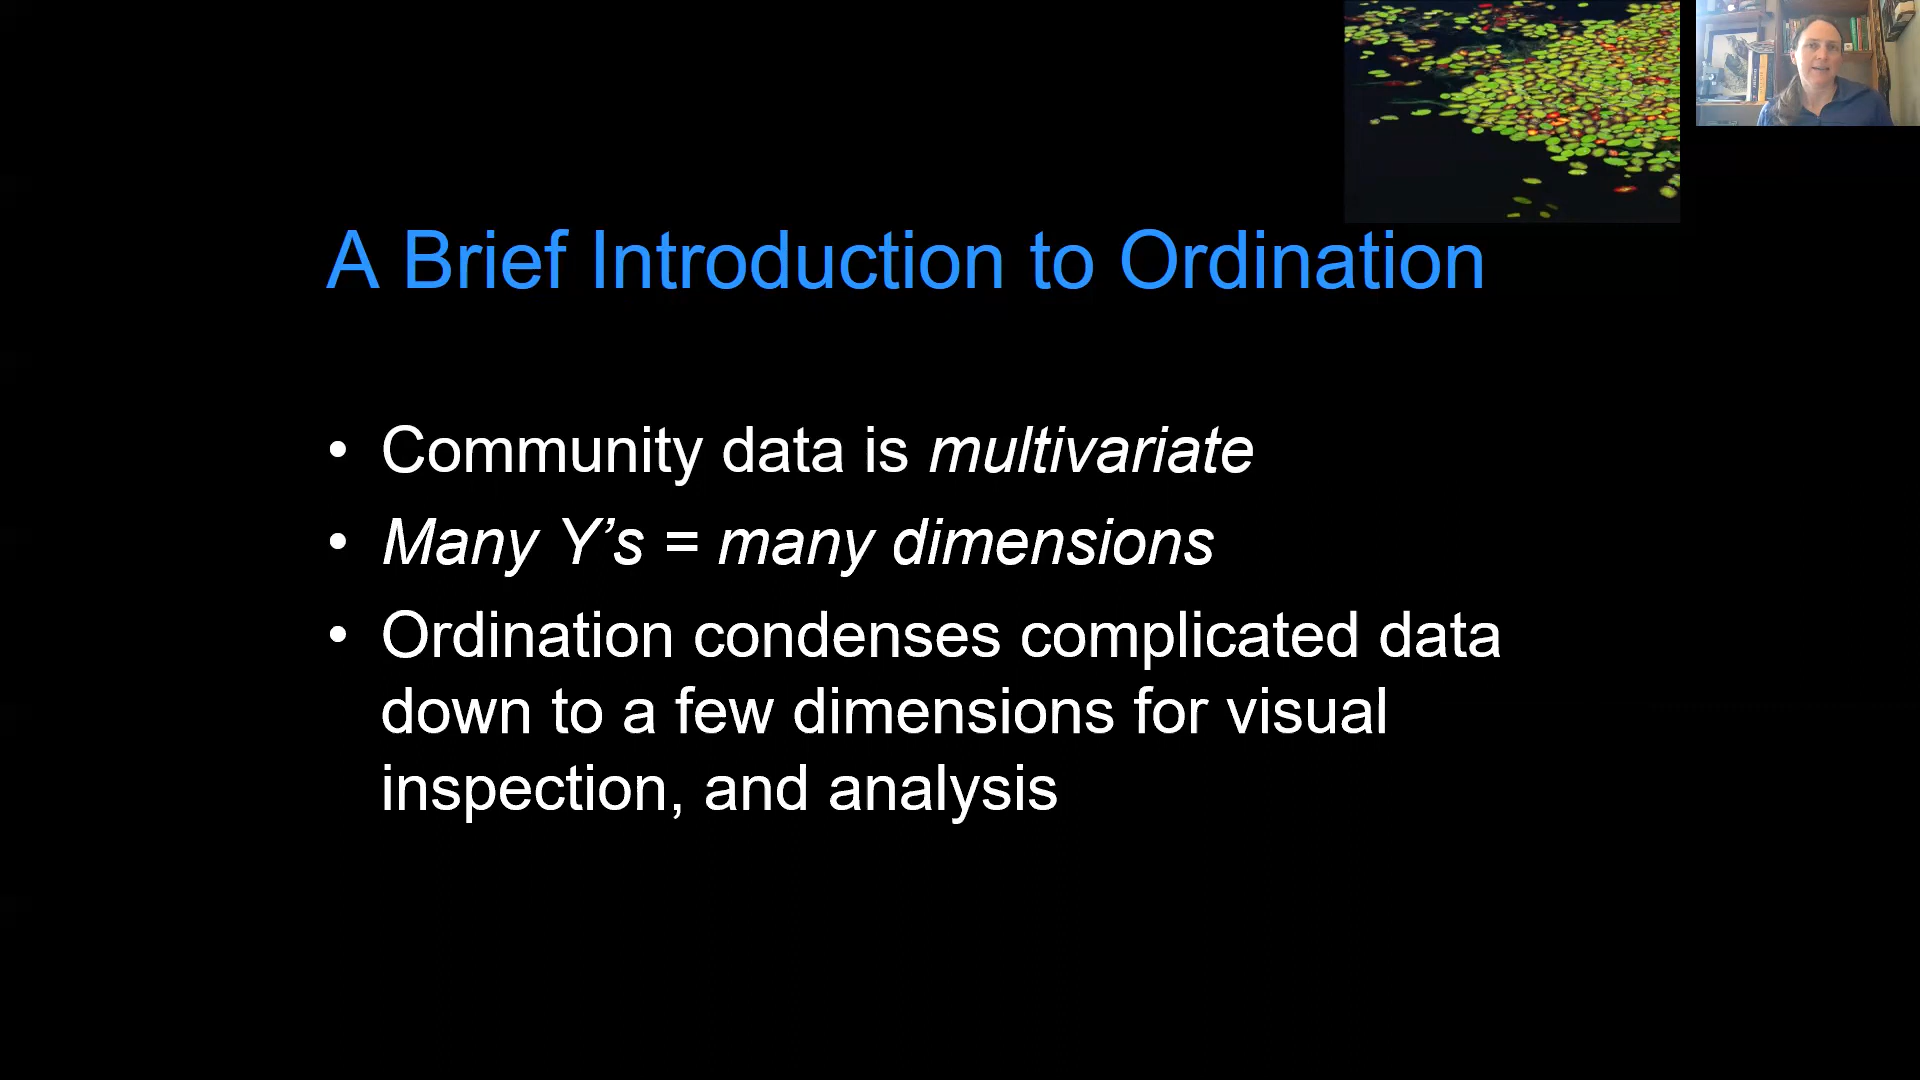 A Brief Introduction to Ordination
• Community data is multivariate
• Many Y’s = many dimensions
• Ordination condenses complicated data
down to a few dimensions for visual
inspection, and analysis